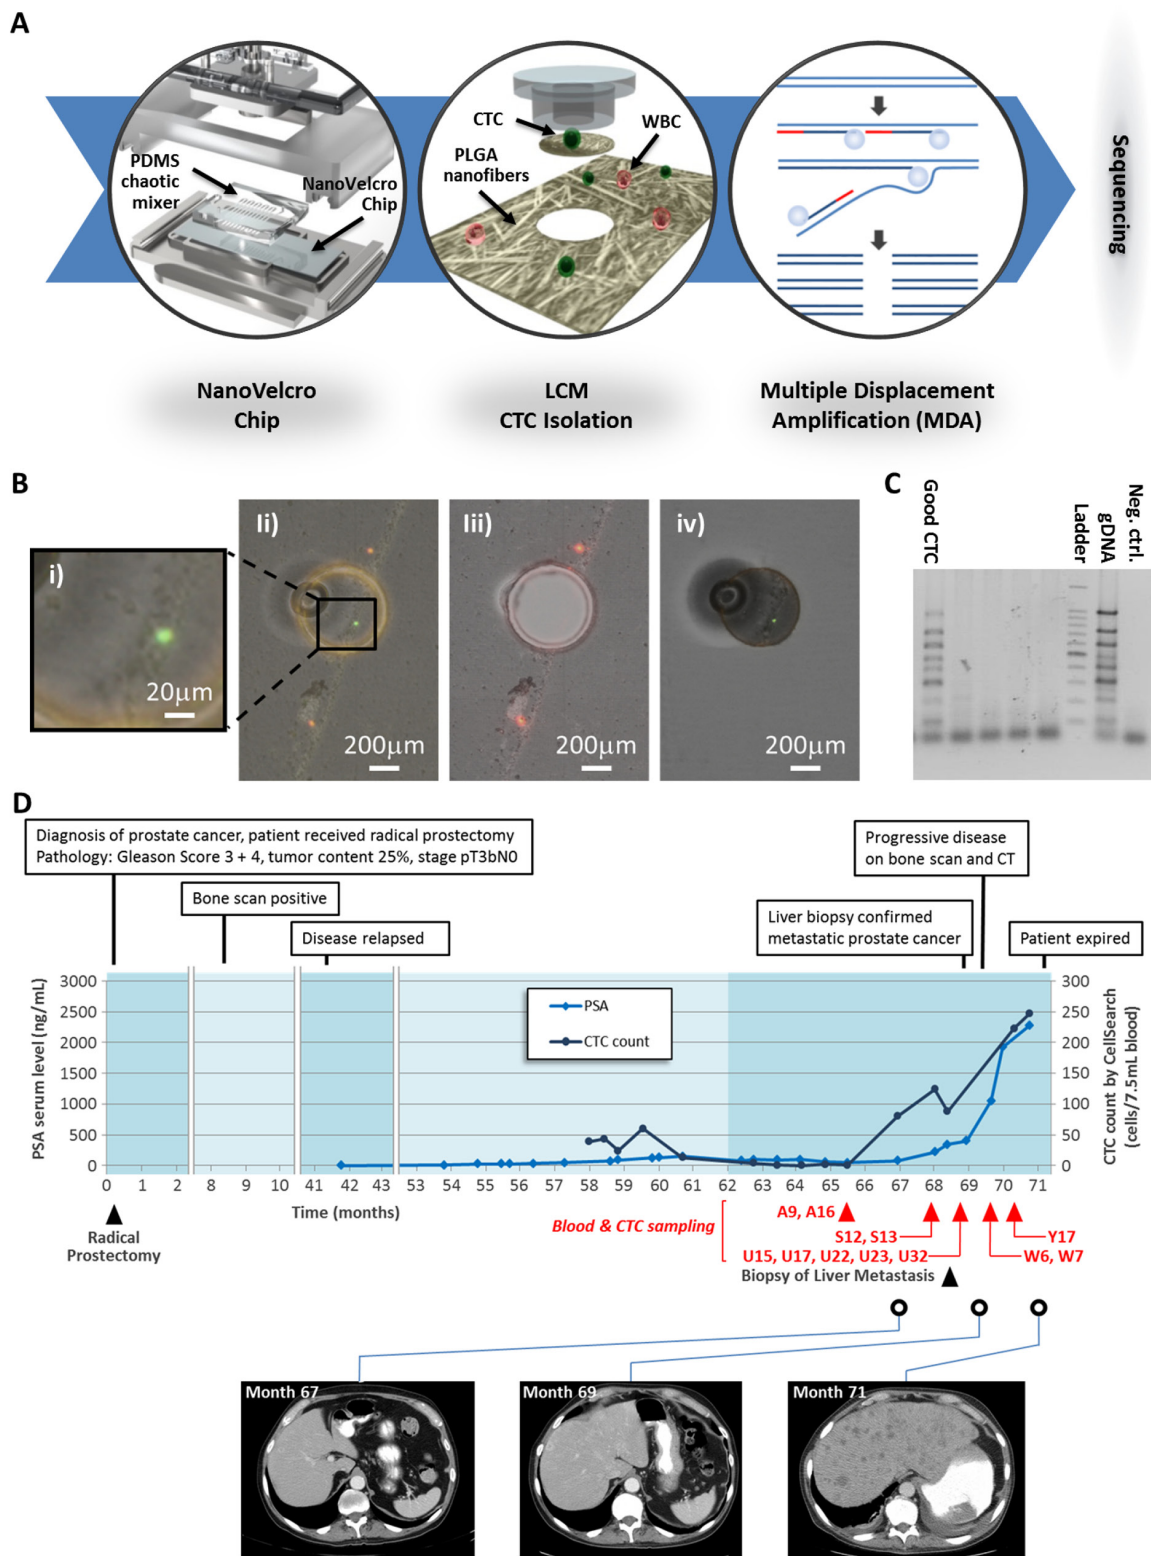 A
PDMS
chaotic
mixer
NanoVelcro
Chip
CTC
WBC
PLGA
nanofibers
Sequencing
NanoVelcro
Chip
LCM
CTC Isolation
Multiple Displacement
Amplification (MDA)
B
i)
20μm
Ii)
200μm
Iii)
200μm
iv)
200μm
C
Good CTC
Ladder
gDNA
Neg. ctrl.
D
Diagnosis of prostate cancer, patient received radical prostectomy
Pathology: Gleason Score 3 + 4, tumor content 25%, stage pT3bN0
Bone scan positive
Disease relapsed
Progressive disease
on bone scan and CT
Liver biopsy confirmed
metastatic prostate cancer
Patient expired
PSA serum level (ng/mL)
3000
2500
2000
1500
1000
500
0
PSA
CTC count
300
250
200
150
100
50
0
CTC count by CellSearch
(cells/7.5mL blood)
0 1 2 8 9 10 41 42 43 53 54 55 56 57 58 59 60 62 63 64 65 66 67 68 69 70 71
Time (months)
Radical
Prostectomy
Blood & CTC sampling
A9, A16
S12, S13
Y17
U15, U17, U22, U23, U32
W6, W7
Biopsy of Liver Metastasis
Month 67
Month 69
Month 71